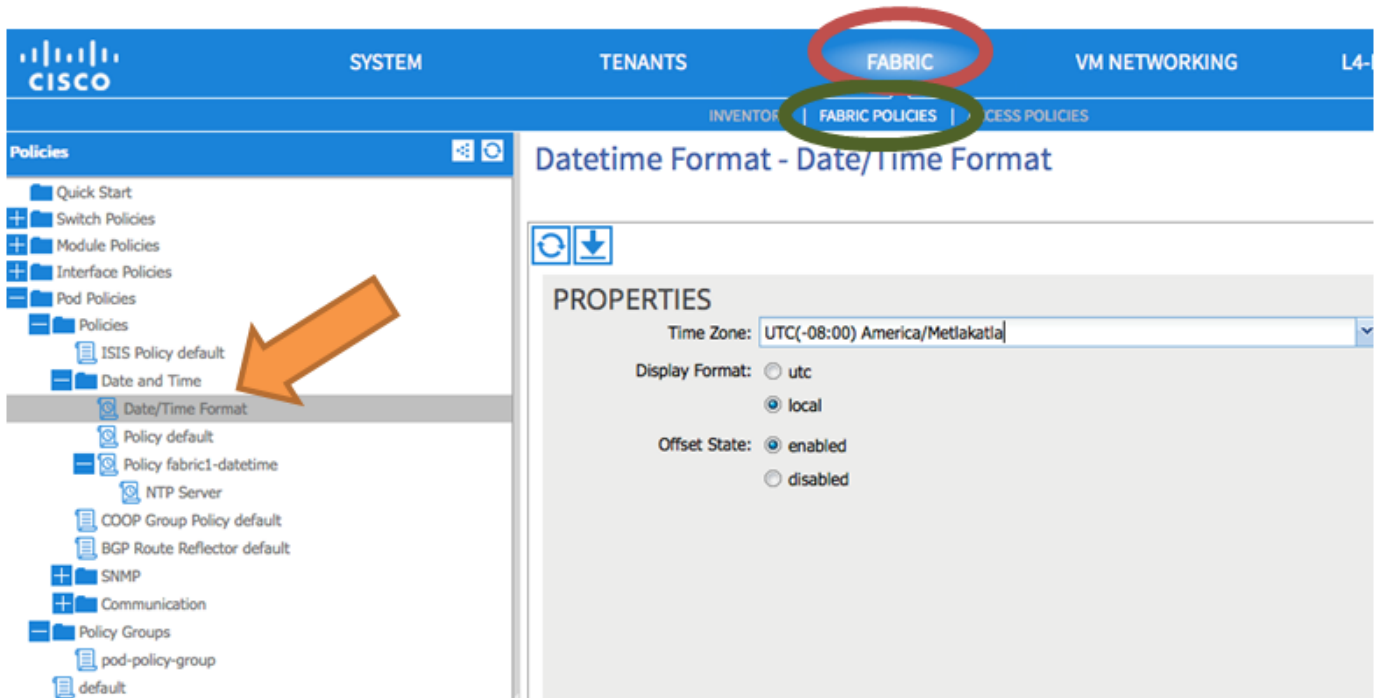 CISCO
SYSTEM TENANTS FABRIC VM NETWORKING
FABRIC POLICIES | POLICIES
Policies
Quick Start
Switch Policies
Module Policies
Interface Policies
Pod Policies
Policies
ISIS Policy default
Date and Time
Date/Time Format
Policy default
Policy fabric1-datetime
NTP Server
COOP Group Policy default
BGP Route Reflector default
SNMP
Communication
Policy Groups
pod-policy-group
default
Datetime Format - Date/Time Format
PROPERTIES
Time Zone: UTC(-08:00) America/Metlakatla
Display Format: utc
local
Offset State: enabled
disabled